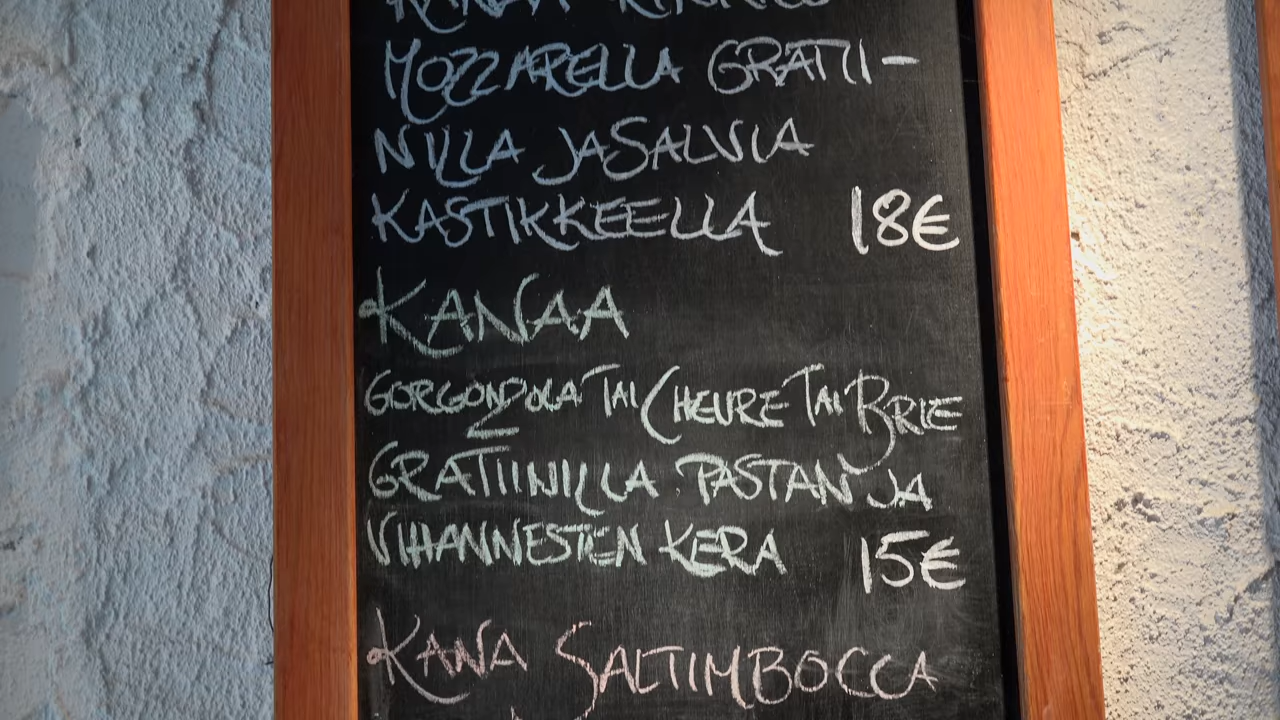 MOZZARELLA GRATII-
NILLA JA SALVIA
KASTIKKEELLA 18€
KANAA
GORGONZOLA TAI CHEVRE TAI BRIE
GRATIINILLA PASTAN JA
VIHANNESTEN KERA 15€
KANA SALTIMBOCCA